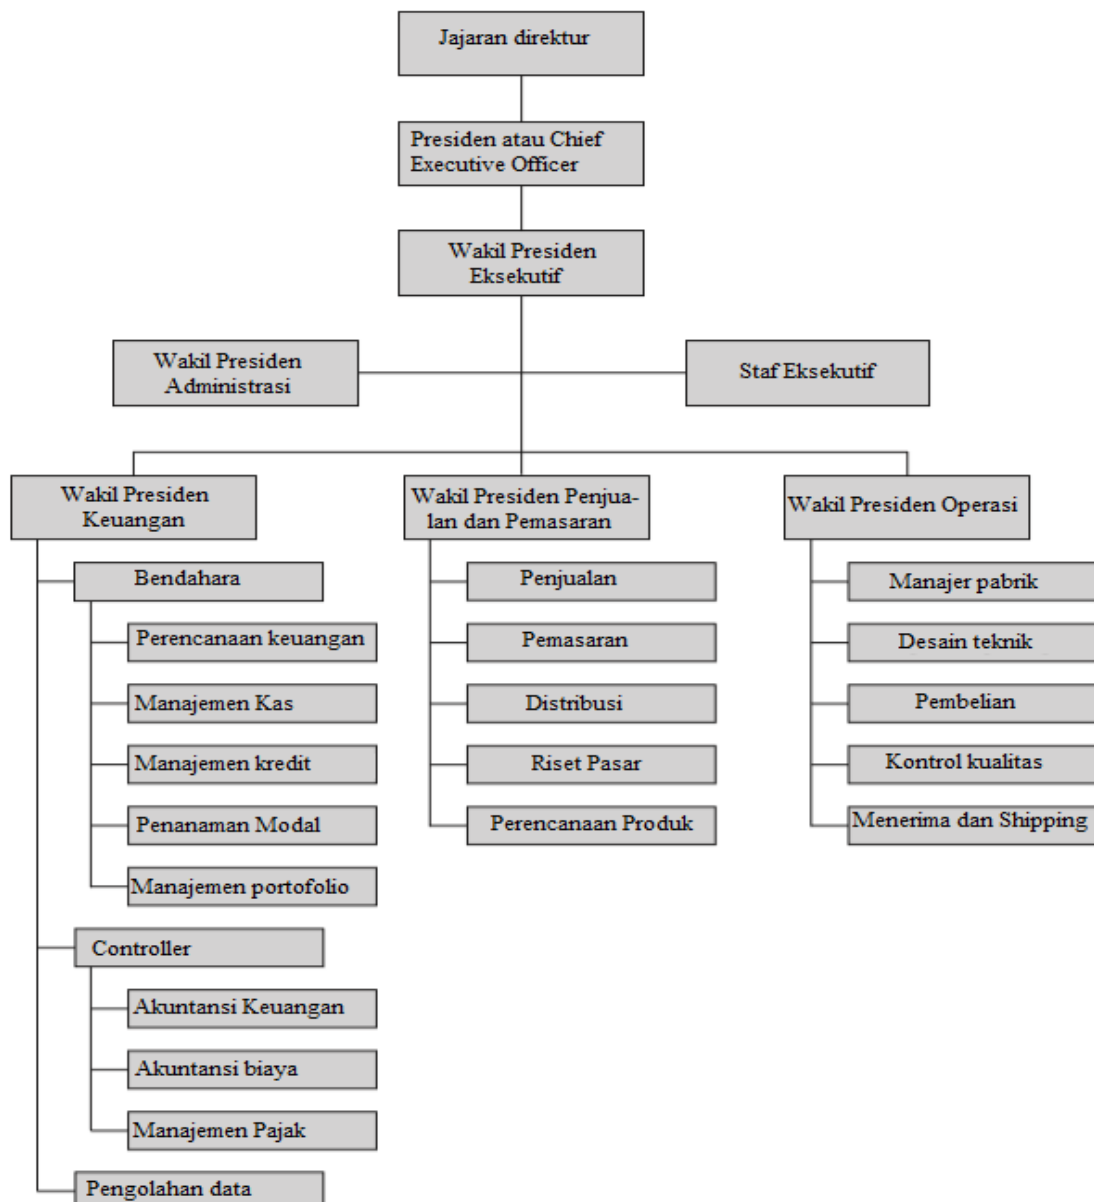 Jajaran direktur
Presiden atau Chief
Executive Officer
Wakil Presiden
Eksekutif
Wakil Presiden
Administrasi
Staf Eksekutif
Wakil Presiden
Keuangan
Bendahara
Perencanaan keuangan
Manajemen Kas
Manajemen kredit
Penanaman Modal
Manajemen portofolio
Controller
Akuntansi Keuangan
Akuntansi biaya
Manajemen Pajak
Pengolahan data
Wakil Presiden Penjua-
lan dan Pemasaran
Penjualan
Pemasaran
Distribusi
Riset Pasar
Perencanaan Produk
Wakil Presiden Operasi
Manajer pabrik
Desain teknik
Pembelian
Kontrol kualitas
Menerima dan Shipping